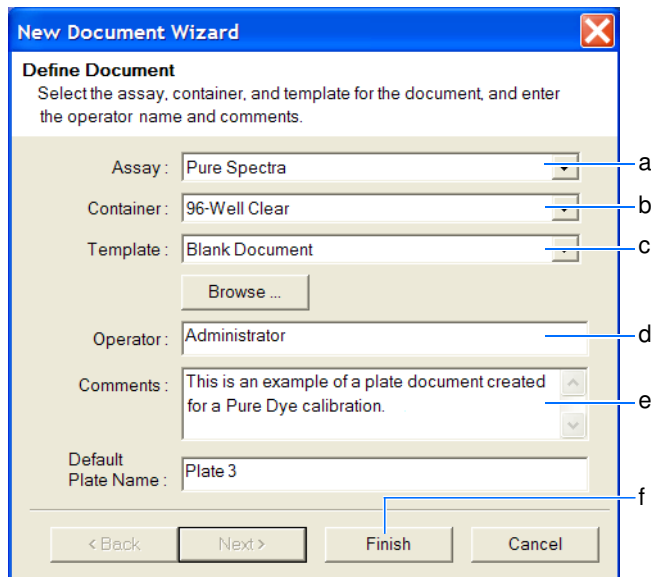 New Document Wizard
Define Document
Select the assay, container, and template for the document, and enter
the operator name and comments.
Assay: Pure Spectra a
Container: 96-Well Clear b
Template: Blank Document c
Browse ...
Operator: Administrator d
Comments: This is an example of a plate document created
for a Pure Dye calibration. e
Default
Plate Name: Plate 3
f
< Back Next > Finish Cancel